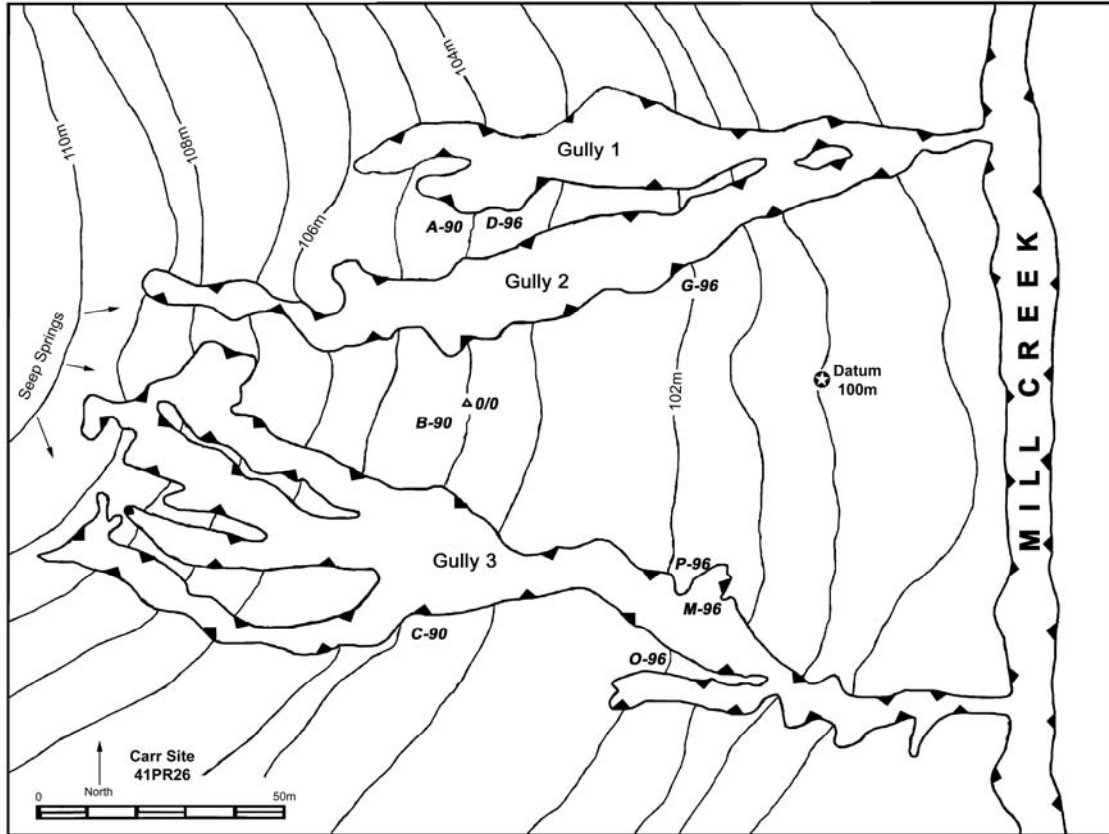 104m
110m
108m
Gully 1
106m
A-90
D-96
Gully 2
G-96
Seep Springs
Datum
100m
102m
0/0
B-90
MILL CREEK
Gully 3
P-96
M-96
C-90
O-96
Carr Site
41PR26
North
0
50m